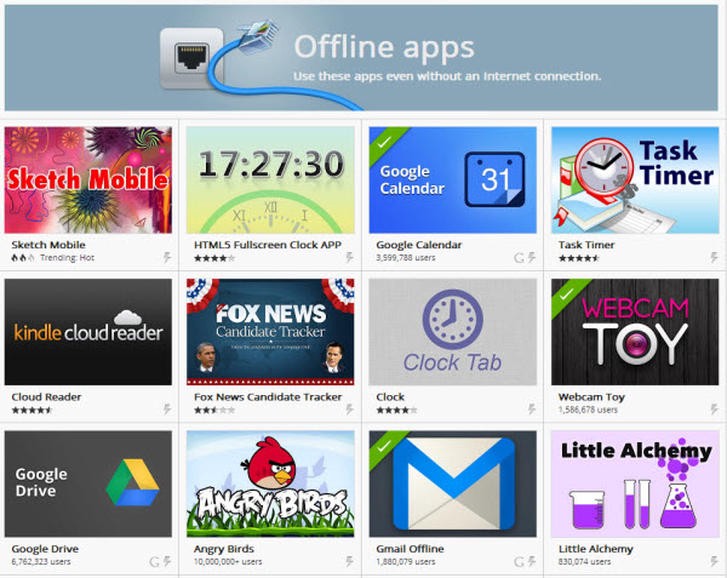 Offline apps
Use these apps even without an Internet connection.
Sketch Mobile
17:27:30
XI XII I
Google
Calendar
31
Task
Timer
Sketch Mobile
Trending: Hot
HTML5 Fullscreen Clock APP
Google Calendar
3,599,788 users
G
Task Timer
kindle cloud reader
FOX NEWS
Candidate Tracker
Clock Tab
WEBCAM
TOY
Cloud Reader
Fox News Candidate Tracker
Clock
Webcam Toy
1,586,678 users
Google
Drive
ANGRY BIRDS
Little Alchemy
Google Drive
6,762,323 users
G
Angry Birds
10,000,000+ users
Gmail Offline
1,880,079 users
G
Little Alchemy
830,074 users